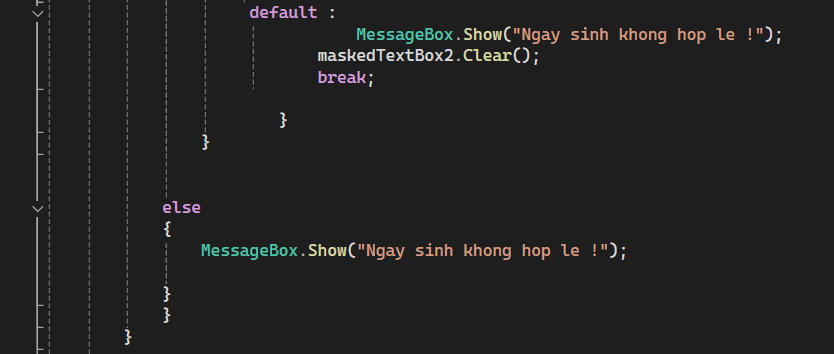 default :
MessageBox.Show("Ngay sinh khong hop le !");
maskedTextBox2.Clear();
break;
}
}
else
{
MessageBox.Show("Ngay sinh khong hop le !");
}
}
}